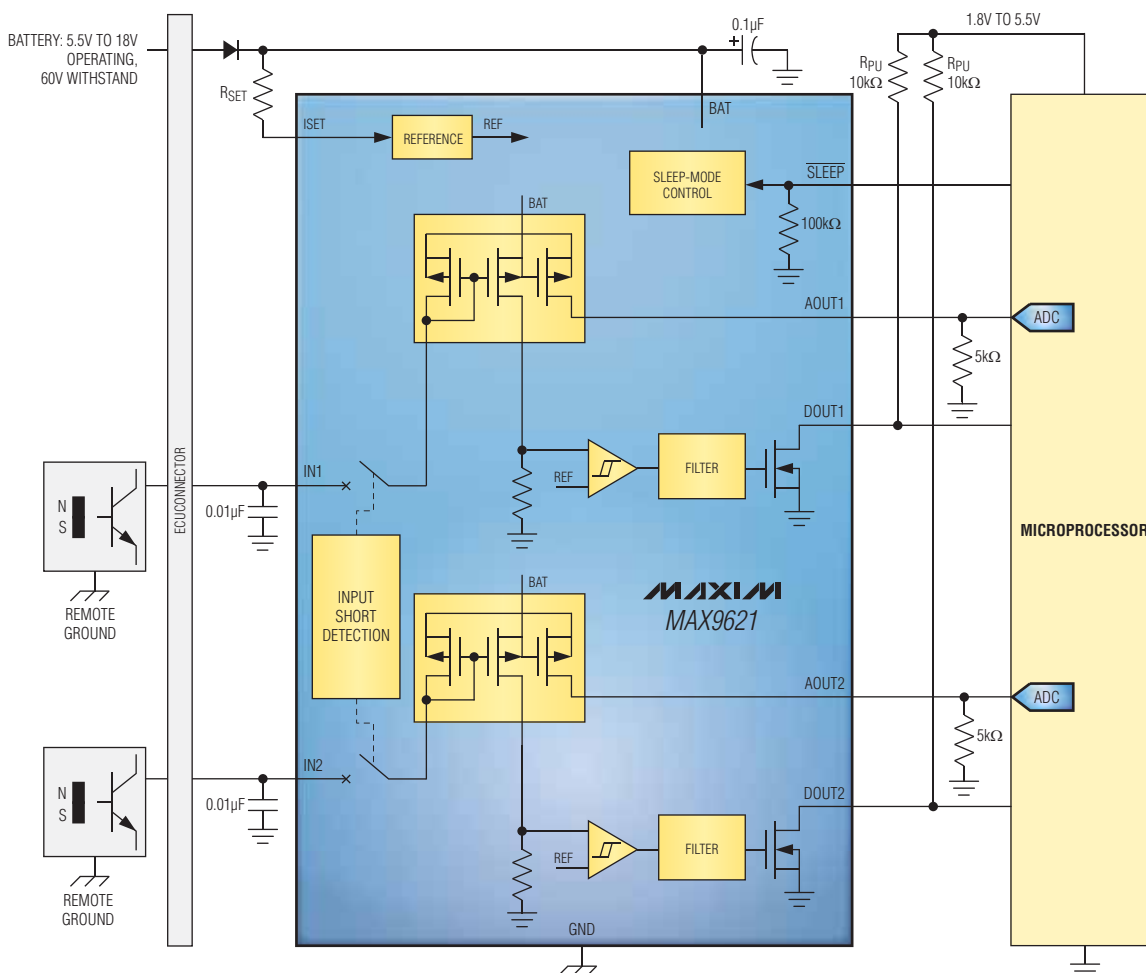 BATTERY: 5.5V TO 18V
OPERATING,
60V WITHSTAND
0.1µF
+
1.8V TO 5.5V
RPU
10kΩ
RPU
10kΩ
RSET
BAT
ISET
REFERENCE
REF
SLEEP-MODE
CONTROL
SLEEP
BAT
100kΩ
AOUT1
ADC
5kΩ
DOUT1
ECUCONNECTOR
N
S
IN1
0.01µF
REF
FILTER
MICROPROCESSOR
REMOTE
GROUND
INPUT
SHORT
DETECTION
BAT
MAXIM
MAX9621
AOUT2
ADC
5kΩ
IN2
N
S
0.01µF
DOUT2
REF
FILTER
REMOTE
GROUND
GND